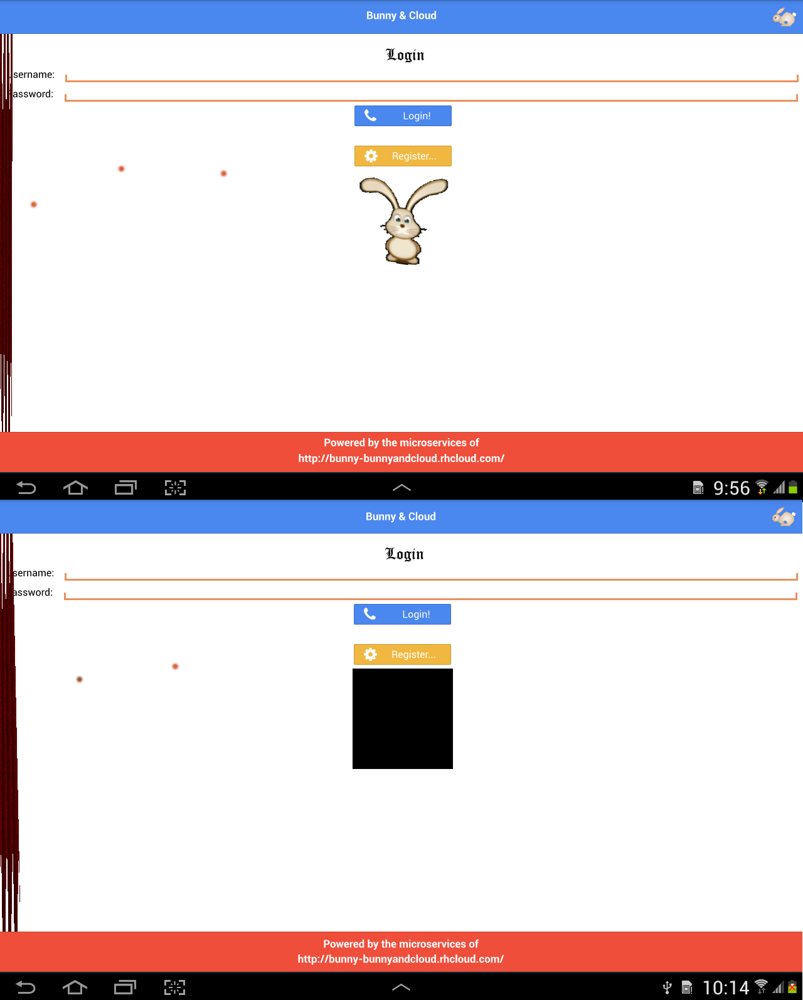 Bunny & Cloud
Login
sername:
assword:
Login!
Register...
Powered by the microservices of
http://bunny-bunnyandcloud.rhcloud.com/
9:56
Bunny & Cloud
Login
sername:
assword:
Login!
Register...
Powered by the microservices of
http://bunny-bunnyandcloud.rhcloud.com/
10:14